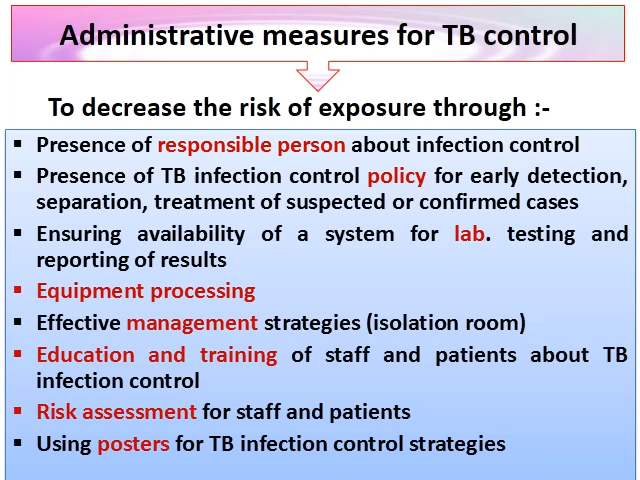 Administrative measures for TB control
To decrease the risk of exposure through :-
▪ Presence of responsible person about infection control
▪ Presence of TB infection control policy for early detection,
separation, treatment of suspected or confirmed cases
▪ Ensuring availability of a system for lab. testing and
reporting of results
▪ Equipment processing
▪ Effective management strategies (isolation room)
▪ Education and training of staff and patients about TB
infection control
▪ Risk assessment for staff and patients
▪ Using posters for TB infection control strategies